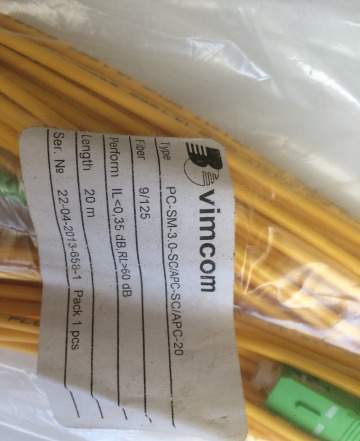 vimcom
Type PC-SM-3.0-SC/APC-SC/APC-20
Fiber 9/125
Perform IL<0,35 dB,RL>60 dB
Length 20 m
Ser. № 22-04-2013-658-1 Pack 1 pcs